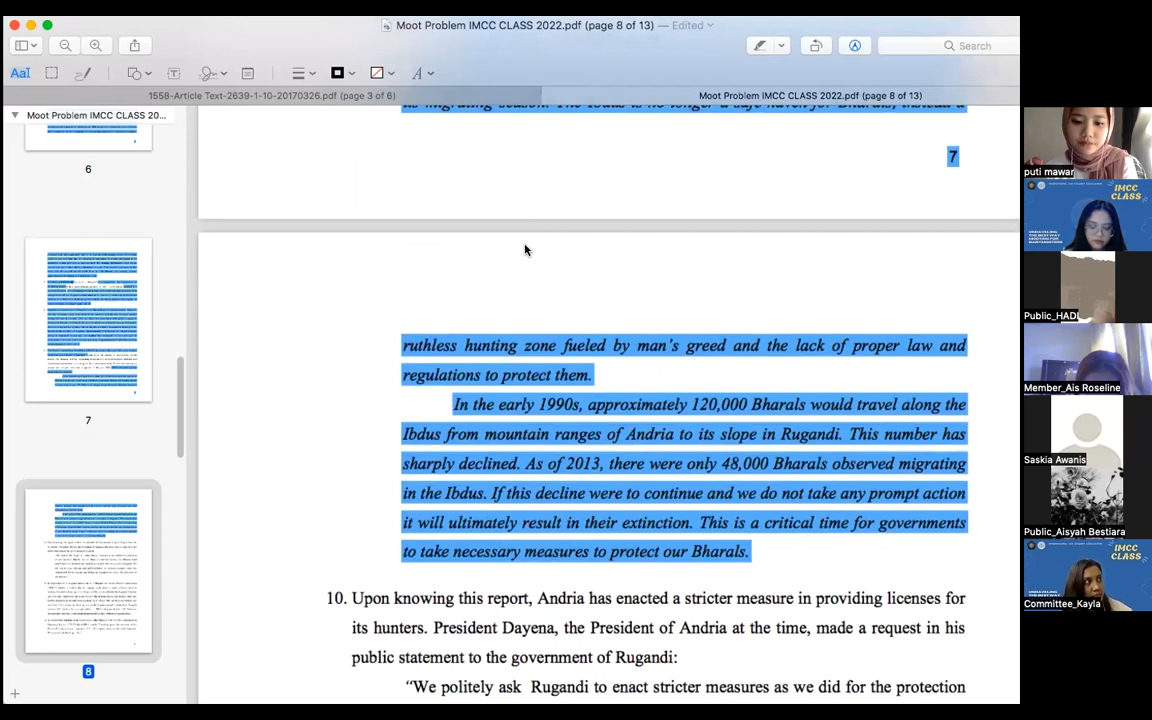 Moot Problem IMCC CLASS 2022.pdf (page 8 of 13) — Edited
Search
1558-Article Text-2639-1-10-20170326.pdf (page 3 of 6)
Moot Problem IMCC CLASS 2022.pdf (page 8 of 13)
Moot Problem IMCC CLASS 20...
6
7
8
7
ruthless hunting zone fueled by man's greed and the lack of proper law and
regulations to protect them.
In the early 1990s, approximately 120,000 Bharals would travel along the
Ibdus from mountain ranges of Andria to its slope in Rugandi. This number has
sharply declined. As of 2013, there were only 48,000 Bharals observed migrating
in the Ibdus. If this decline were to continue and we do not take any prompt action
it will ultimately result in their extinction. This is a critical time for governments
to take necessary measures to protect our Bharals.
10. Upon knowing this report, Andria has enacted a stricter measure in providing licenses for
its hunters. President Dayena, the President of Andria at the time, made a request in his
public statement to the government of Rugandi:
“We politely ask Rugandi to enact stricter measures as we did for the protection
puti mawar
IMCC
CLASS
Public_HADI
Member_Ais Roseline
Saskia Awanis
Public_Aisyah Bestiara
IMCC
CLASS
Committee_Kayla